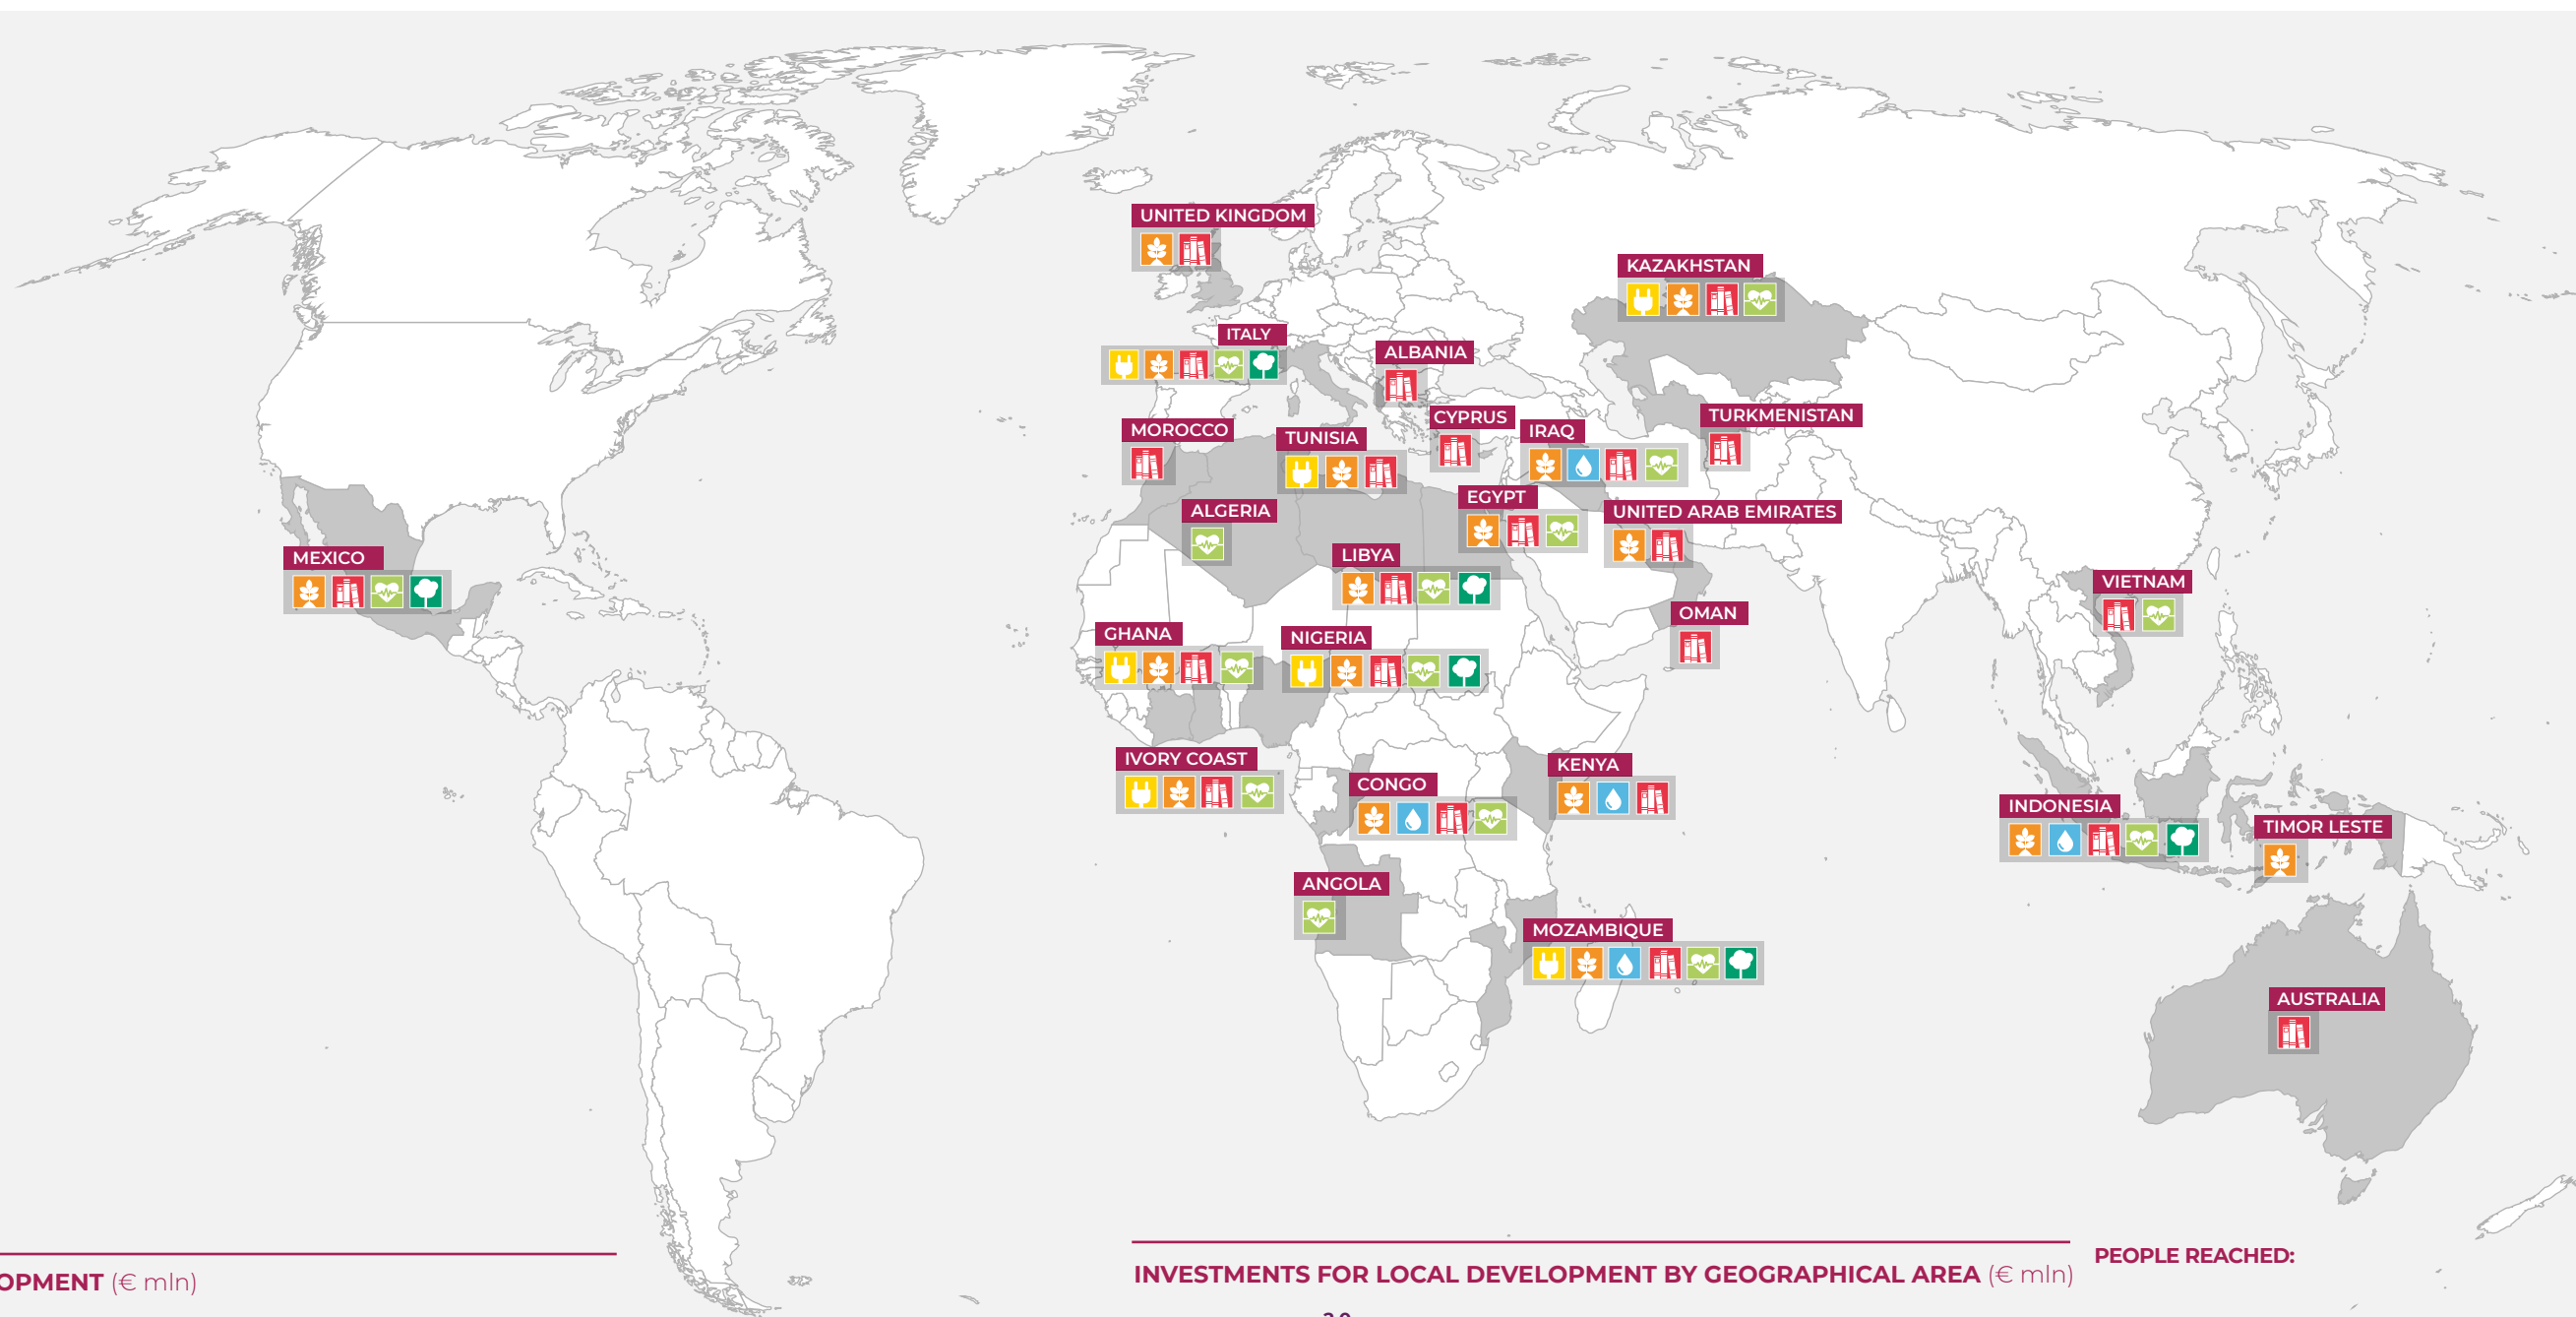 UNITED KINGDOM
KAZAKHSTAN
ITALY
ALBANIA
TURKMENISTAN
CYPRUS
MOROCCO
IRAQ
TUNISIA
EGYPT
ALGERIA
UNITED ARAB EMIRATES
LIBYA
MEXICO
VIETNAM
OMAN
GHANA
NIGERIA
IVORY COAST
KENYA
CONGO
INDONESIA
TIMOR LESTE
ANGOLA
MOZAMBIQUE
AUSTRALIA
OPMENT (€ mln)
INVESTMENTS FOR LOCAL DEVELOPMENT BY GEOGRAPHICAL AREA (€ mln)
PEOPLE REACHED: